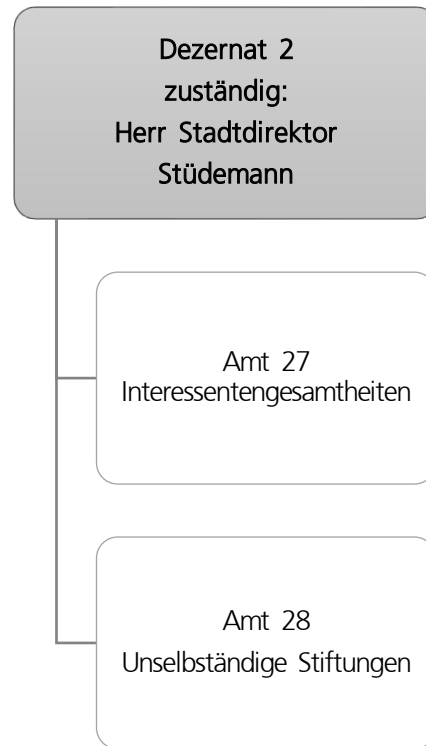 Dezernat 2
zuständig:
Herr Stadtdirektor
Stüdemann
Amt 27
Interessentengesamtheiten
Amt 28
Unselbständige Stiftungen